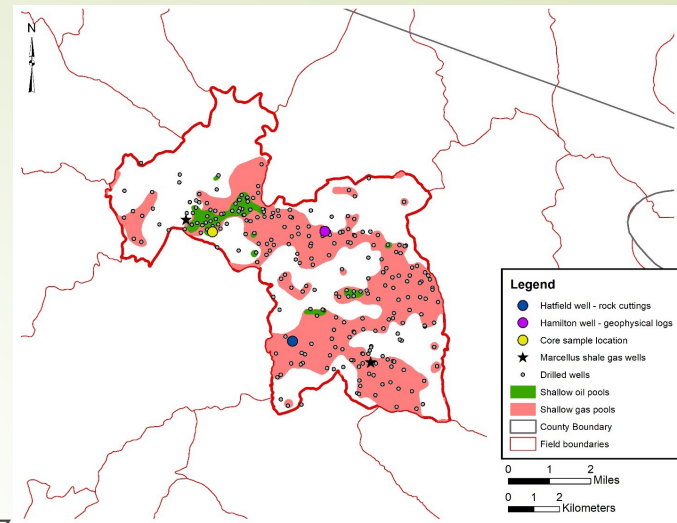 N
Legend
Hatfield well - rock cuttings
Hamilton well - geophysical logs
Core sample location
Marcellus shale gas wells
Drilled wells
Shallow oil pools
Shallow gas pools
County Boundary
Field boundaries
0 1 2
Miles
0 1 2
Kilometers